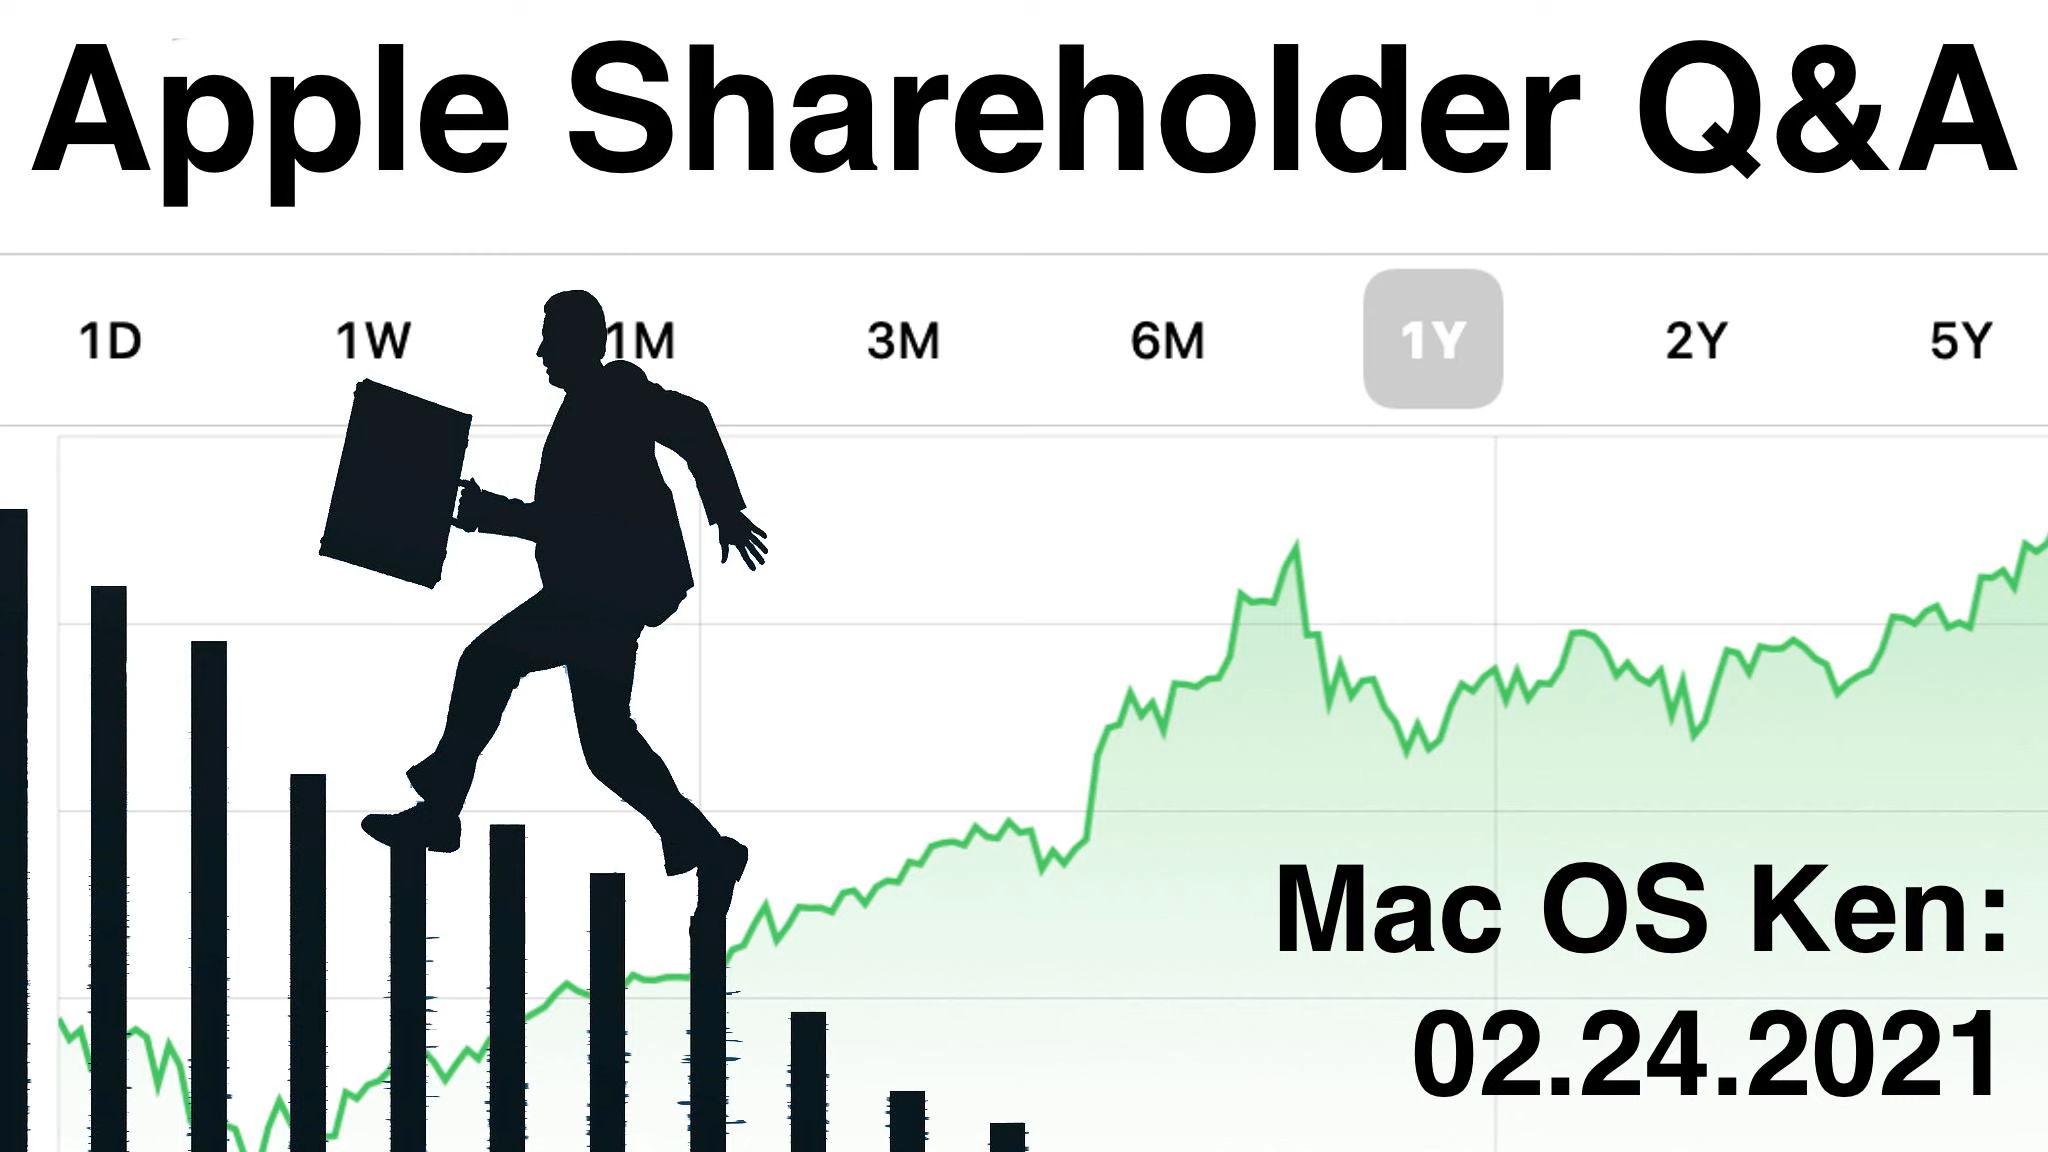 Apple Shareholder Q&A
1D 1W 1M 3M 6M 1Y 2Y 5Y
Mac OS Ken:
02.24.2021